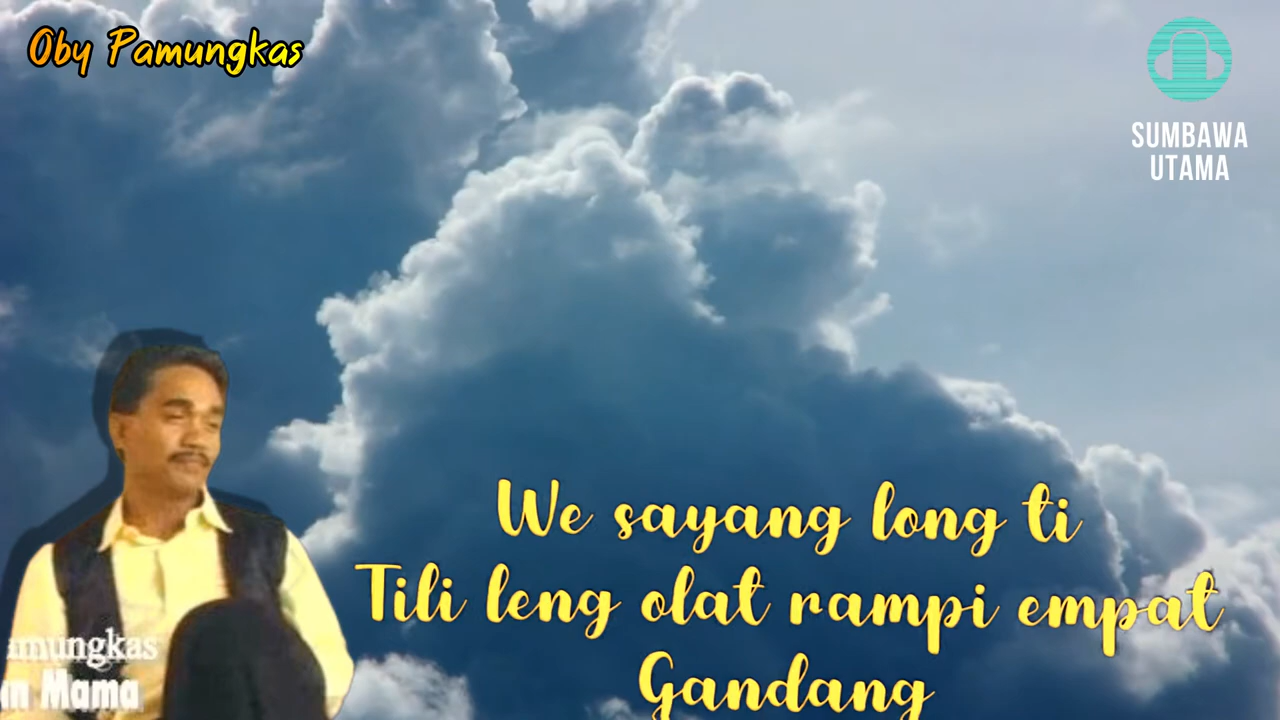 Oby Pamungkas
SUMBAWA
UTAMA
We sayang long ti
Tili leng olat rampi empat
Gandang
amungkas
n Mama